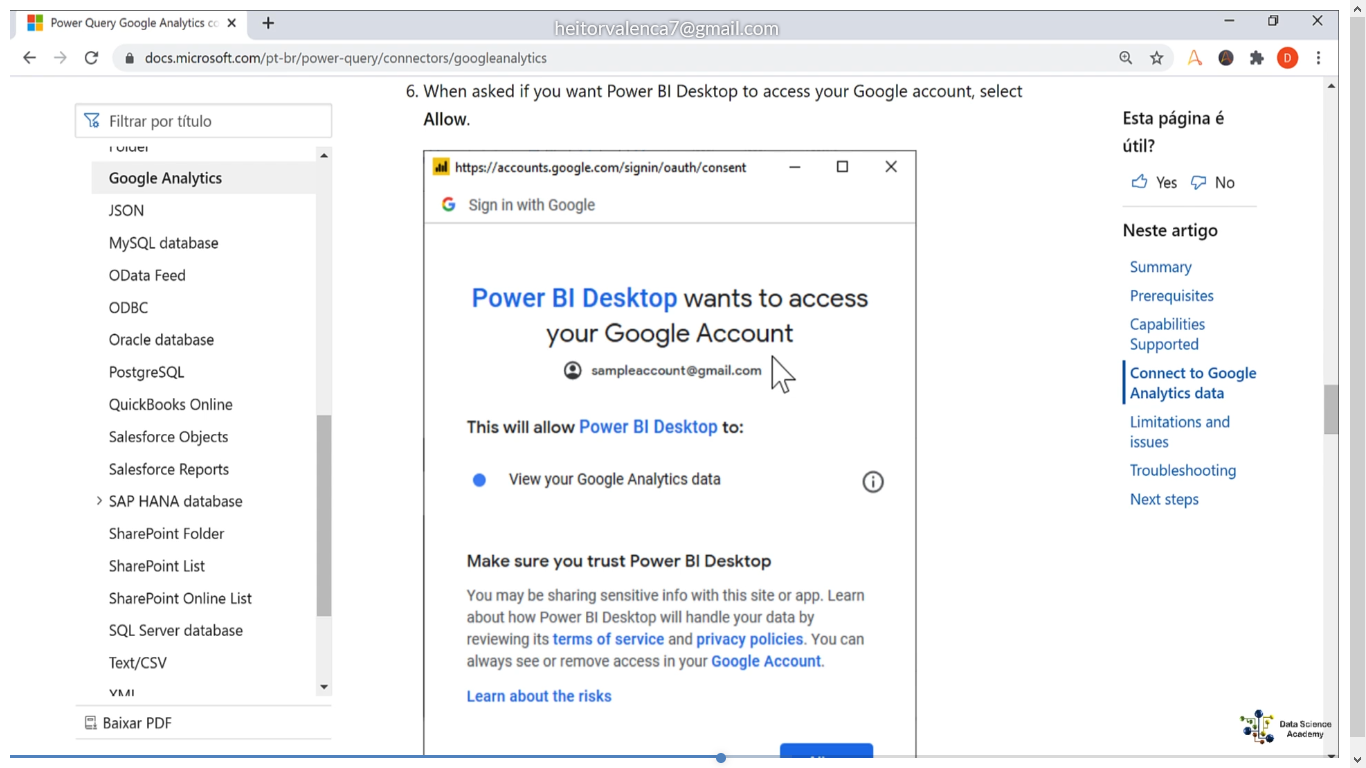 Power Query Google Analytics co
heitorvalenca7@gmail.com
docs.microsoft.com/pt-br/power-query/connectors/googleanalytics
D
Filtrar por título
Folder
Google Analytics
JSON
MySQL database
OData Feed
ODBC
Oracle database
PostgreSQL
QuickBooks Online
Salesforce Objects
Salesforce Reports
SAP HANA database
SharePoint Folder
SharePoint List
SharePoint Online List
SQL Server database
Text/CSV
XML
Baixar PDF
6. When asked if you want Power BI Desktop to access your Google account, select
Allow.
https://accounts.google.com/signin/oauth/consent
Sign in with Google
Power BI Desktop wants to access
your Google Account
sampleaccount@gmail.com
This will allow Power BI Desktop to:
View your Google Analytics data
Make sure you trust Power BI Desktop
You may be sharing sensitive info with this site or app. Learn
about how Power BI Desktop will handle your data by
reviewing its terms of service and privacy policies. You can
always see or remove access in your Google Account.
Learn about the risks
Esta página é
útil?
Yes No
Neste artigo
Summary
Prerequisites
Capabilities
Supported
Connect to Google
Analytics data
Limitations and
issues
Troubleshooting
Next steps
Data Science
Academy